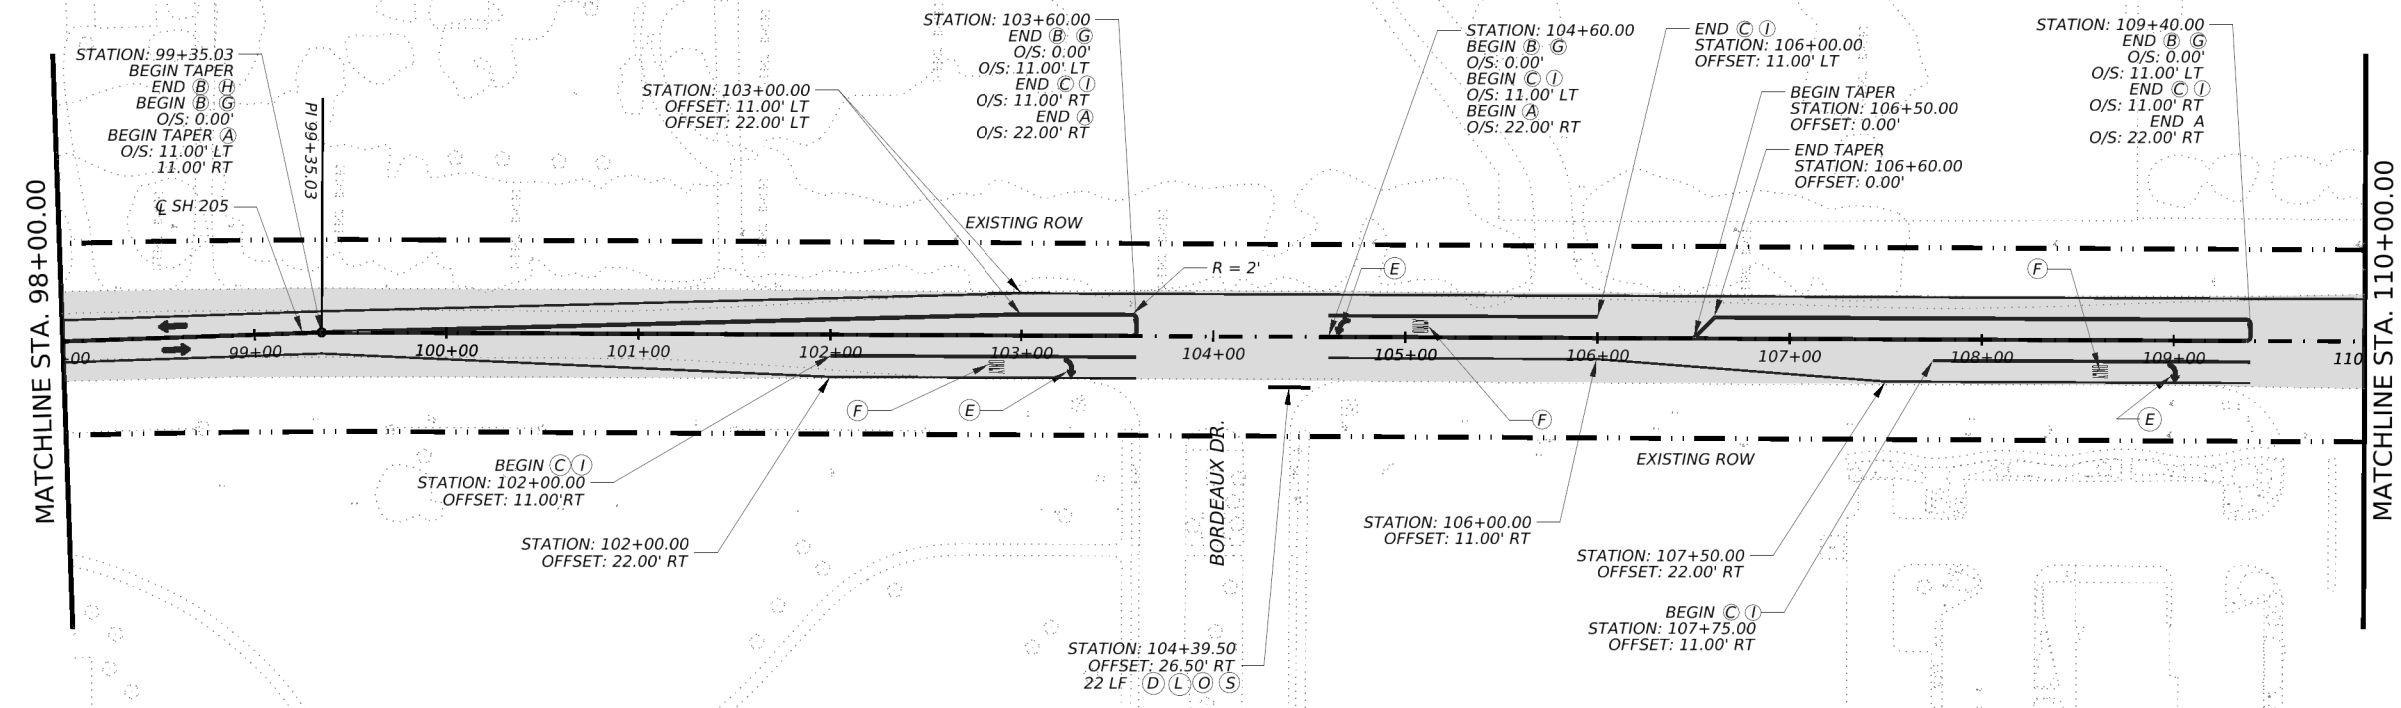 STATION: 103+60.00
END B G
O/S: 0.00'
O/S: 11.00' LT
END C I
O/S: 11.00' RT
END A
O/S: 22.00' RT
STATION: 104+60.00
BEGIN B G
O/S: 0.00'
BEGIN C I
O/S: 11.00' LT
BEGIN A
O/S: 22.00' RT
END C I
STATION: 106+00.00
OFFSET: 11.00' LT
STATION: 109+40.00
END B G
O/S: 0.00'
O/S: 11.00' LT
END C I
O/S: 11.00' RT
END A
O/S: 22.00' RT
STATION: 99+35.03
BEGIN TAPER
END B H
BEGIN B G
O/S: 0.00'
BEGIN TAPER A
O/S: 11.00' LT
11.00' RT
PI 99+35.03
STATION: 103+00.00
OFFSET: 11.00' LT
OFFSET: 22.00' LT
BEGIN TAPER
STATION: 106+50.00
OFFSET: 0.00'
END TAPER
STATION: 106+60.00
OFFSET: 0.00'
MATCHLINE STA. 98+00.00
℄ SH 205
EXISTING ROW
R = 2'
E
F
MATCHLINE STA. 110+00.00
00
99+00
100+00
101+00
102+00
103+00
104+00
105+00
106+00
107+00
108+00
109+00
110
F
E
F
E
BORDEAUX DR.
EXISTING ROW
BEGIN C I
STATION: 102+00.00
OFFSET: 11.00'RT
STATION: 102+00.00
OFFSET: 22.00' RT
STATION: 106+00.00
OFFSET: 11.00' RT
STATION: 107+50.00
OFFSET: 22.00' RT
BEGIN C I
STATION: 107+75.00
OFFSET: 11.00' RT
STATION: 104+39.50
OFFSET: 26.50' RT
22 LF D L O S